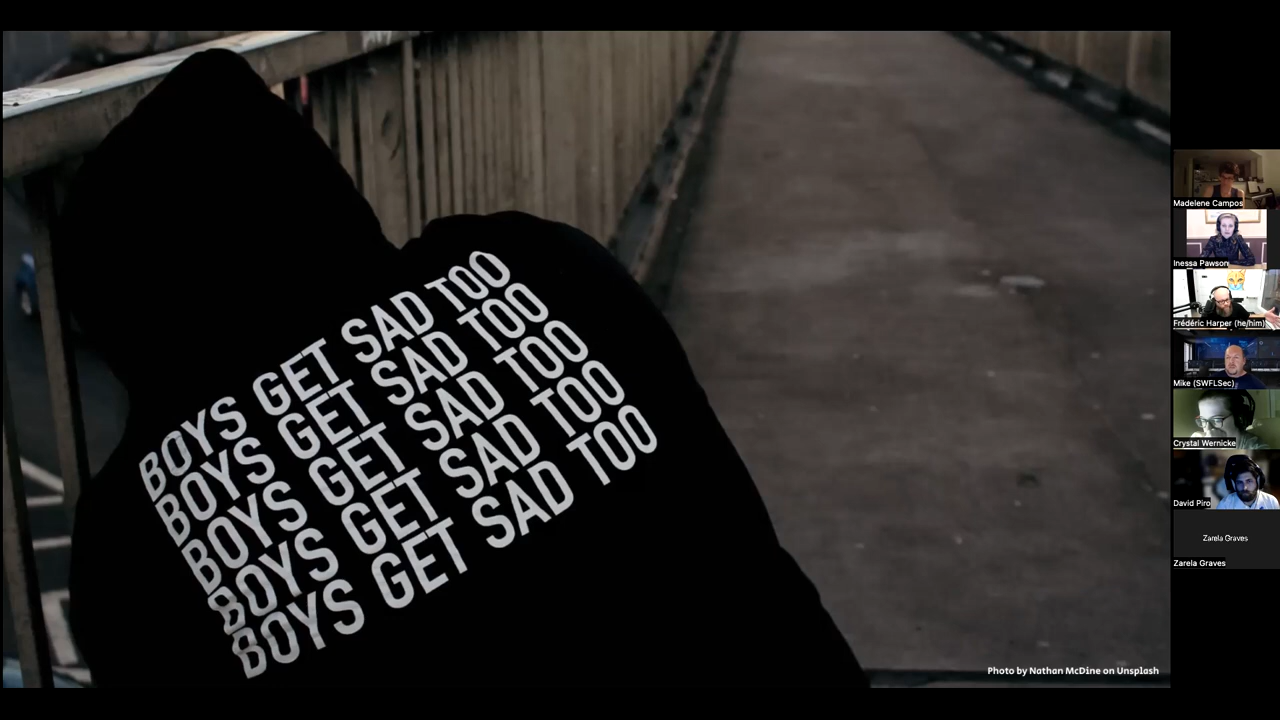 BOYS GET SAD TOO
BOYS GET SAD TOO
BOYS GET SAD TOO
BOYS GET SAD TOO
BOYS GET SAD TOO
Photo by Nathan McDine on Unsplash
Madelene Campos
Inessa Pawson
Frédéric Harper (he/him)
Mike (SWFLSec)
Crystal Wernicke
David Piro
Zarela Graves
Zarela Graves